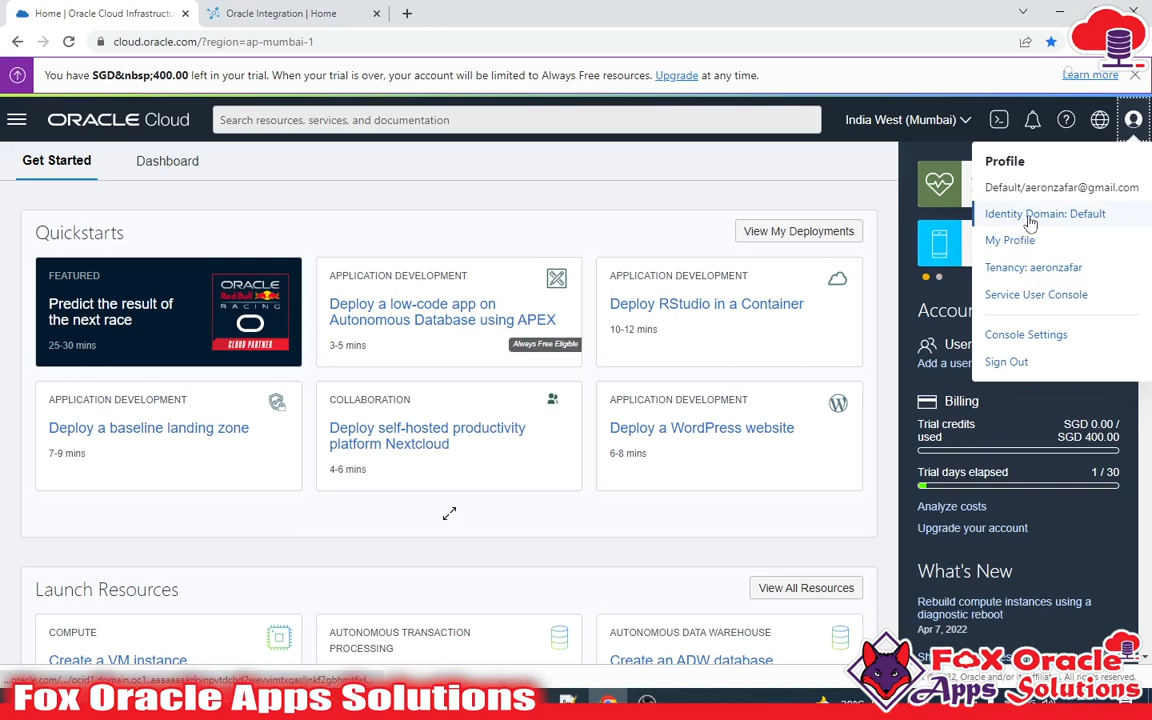 Home | Oracle Cloud Infrastructu
Oracle Integration | Home
cloud.oracle.com/?region=ap-mumbai-1
You have SGD&nbsp;400.00 left in your trial. When your trial is over, your account will be limited to Always Free resources. Upgrade at any time.
Learn more
ORACLE Cloud
Search resources, services, and documentation
India West (Mumbai)
Get Started
Dashboard
Profile
Default/aeronzafar@gmail.com
Identity Domain: Default
My Profile
Tenancy: aeronzafar
Service User Console
Console Settings
Sign Out
Quickstarts
View My Deployments
FEATURED
Predict the result of
the next race
25-30 mins
ORACLE
Red Bull
RACING
CLOUD PARTNER
APPLICATION DEVELOPMENT
Deploy a low-code app on
Autonomous Database using APEX
3-5 mins
Always Free Eligible
APPLICATION DEVELOPMENT
Deploy RStudio in a Container
10-12 mins
APPLICATION DEVELOPMENT
Deploy a baseline landing zone
7-9 mins
COLLABORATION
Deploy self-hosted productivity
platform Nextcloud
4-6 mins
APPLICATION DEVELOPMENT
Deploy a WordPress website
6-8 mins
Add a user
Billing
Trial credits
used
SGD 0.00 /
SGD 400.00
Trial days elapsed
1 / 30
Analyze costs
Upgrade your account
What's New
Rebuild compute instances using a
diagnostic reboot
Apr 7, 2022
Launch Resources
View All Resources
COMPUTE
Create a VM instance
AUTONOMOUS TRANSACTION
PROCESSING
AUTONOMOUS DATA WAREHOUSE
Create an ADW database
Fox Oracle Apps Solutions
Fox Oracle
Apps Solutions